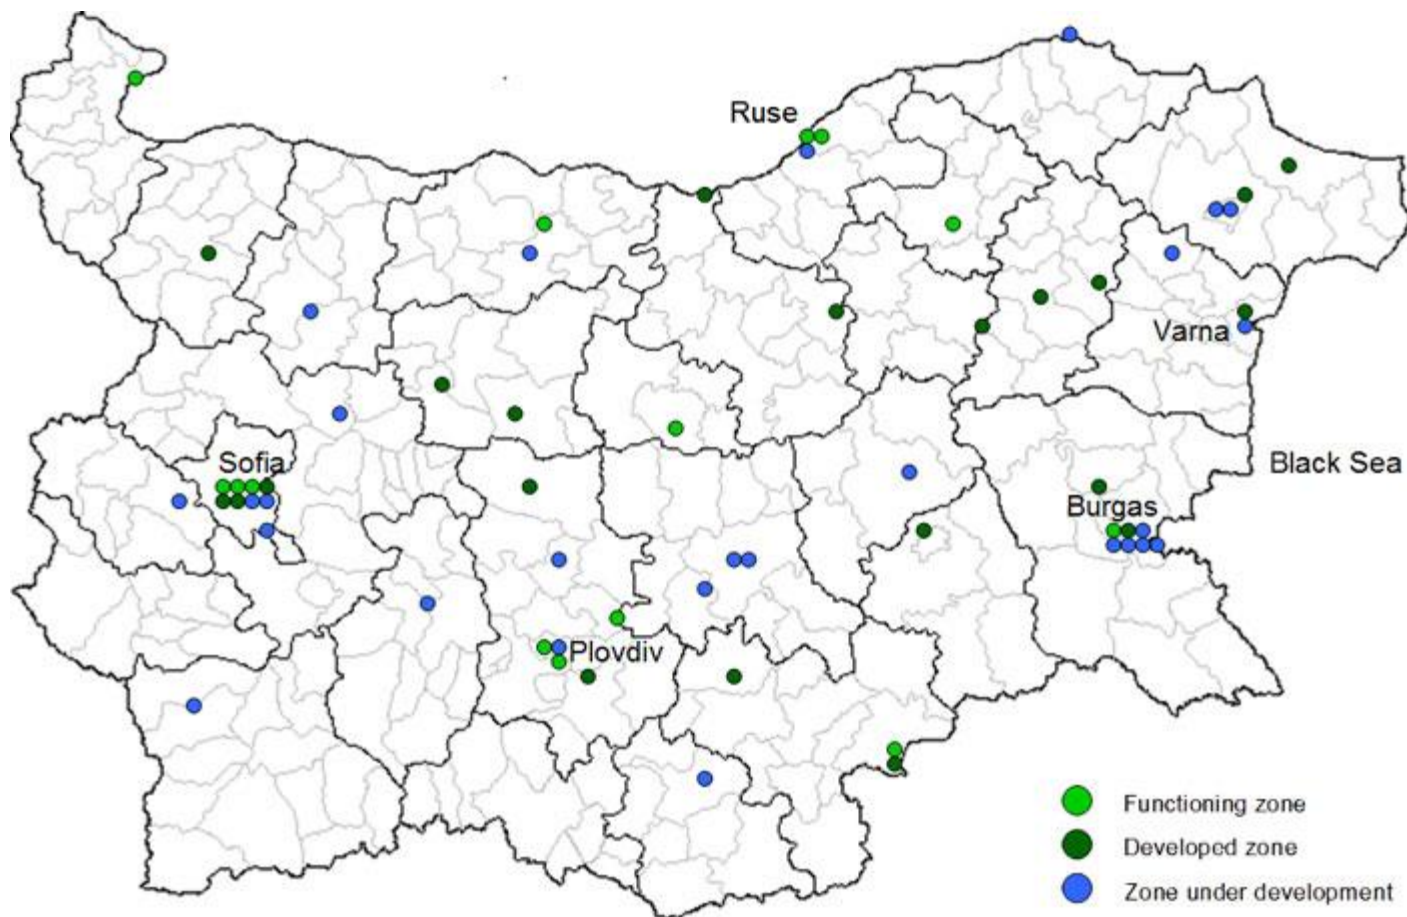 Ruse
Varna
Sofia
Black Sea
Burgas
Plovdiv
Functioning zone
Developed zone
Zone under development